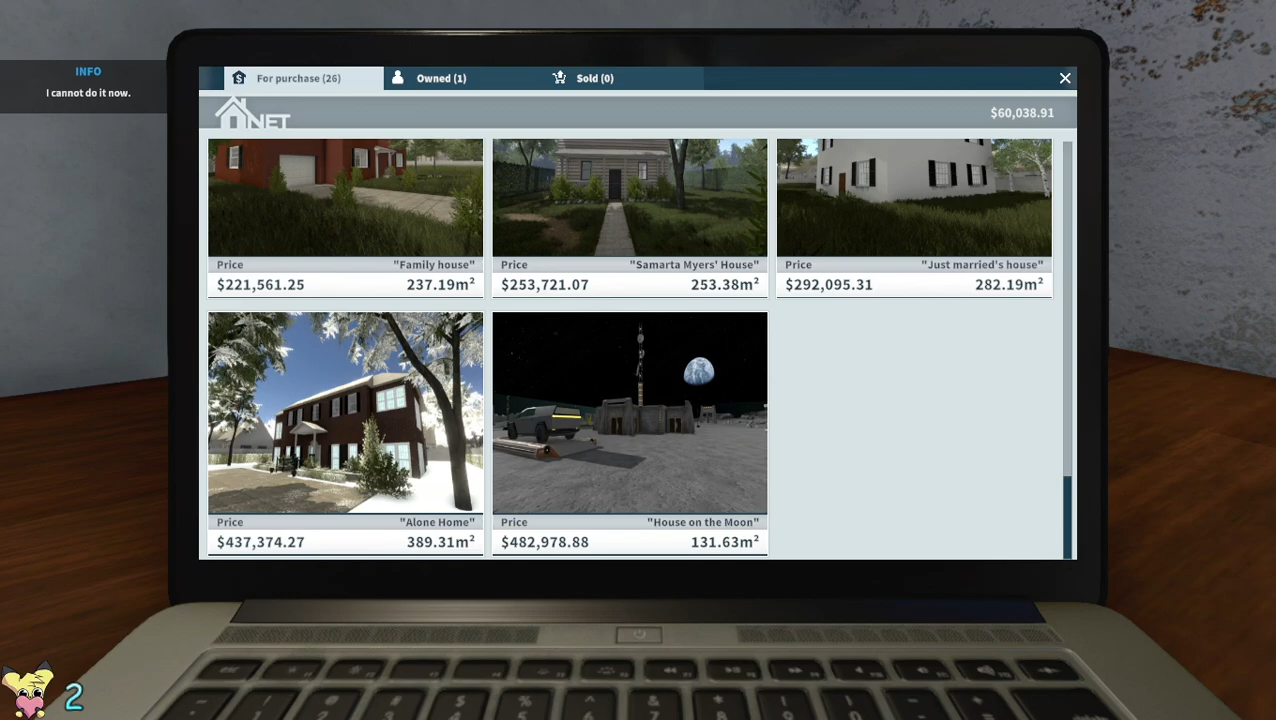 INFO
I cannot do it now.
For purchase (26)
Owned (1)
Sold (0)
NET
$60,038.91
Price "Family house"
$221,561.25 237.19m²
Price "Samarta Myers' House"
$253,721.07 253.38m²
Price "Just married's house"
$292,095.31 282.19m²
Price "Alone Home"
$437,374.27 389.31m²
Price "House on the Moon"
$482,978.88 131.63m²
2